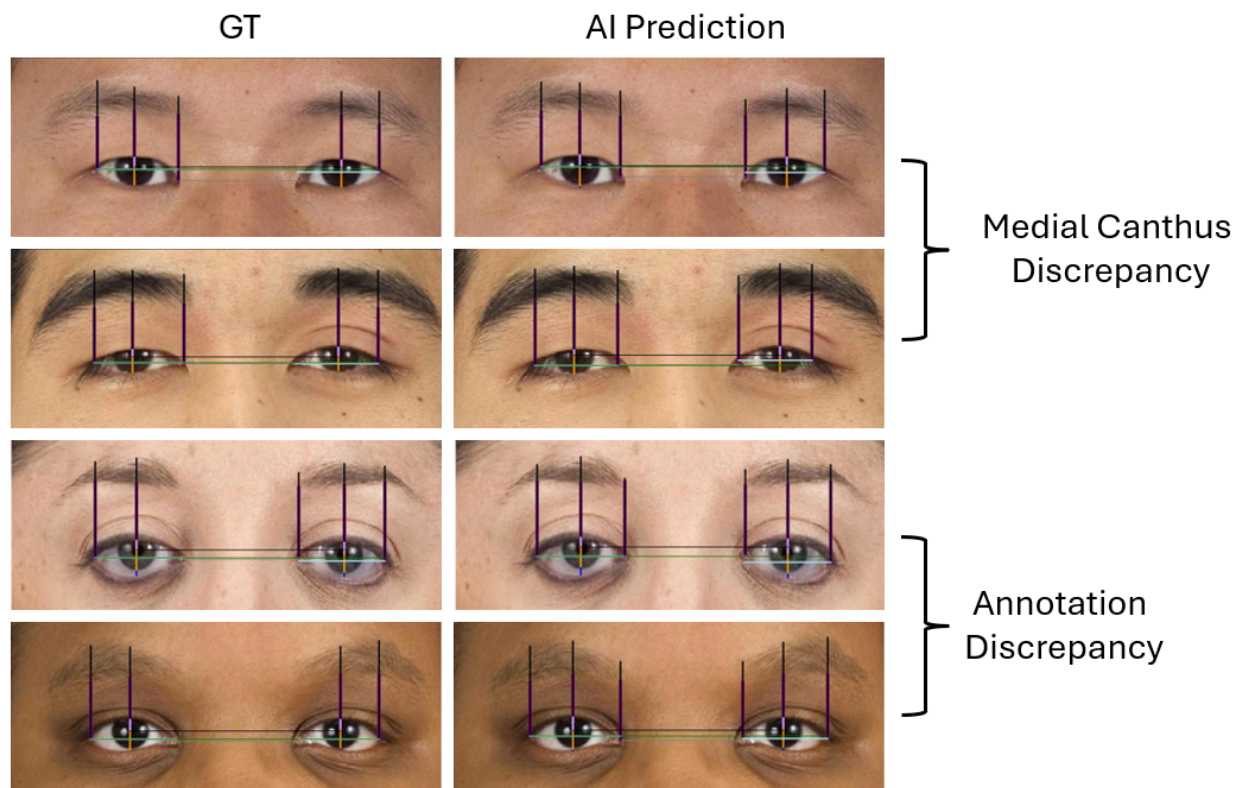 GT
AI Prediction
Medial Canthus
Discrepancy
Annotation
Discrepancy